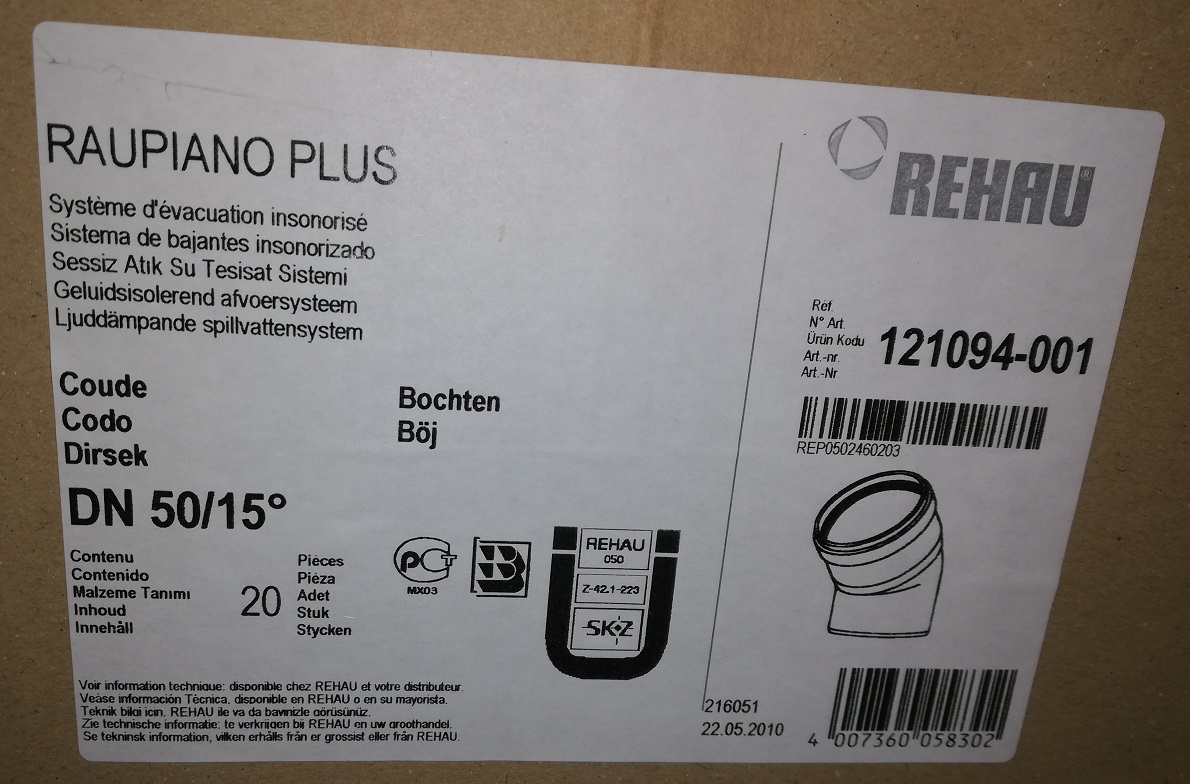 RAUPIANO PLUS
Système d'évacuation insonorisé
Sistema de bajantes insonorizado
Sessiz Atık Su Tesisat Sistemi
Geluidsisolerend afvoersysteem
Ljuddämpande spillvattensystem
Coude
Codo
Dirsek
Bochten
Böj
DN 50/15°
Contenu
Contenido
Malzeme Tanımı
Inhoud
Innehåll
20
Pièces
Pièza
Adet
Stuk
Stycken
PCT
MX03
REHAU
050
Z-42.1-223
SKZ
Voir information technique: disponible chez REHAU et votre distributeur.
Vease información Técnica, disponible en REHAU o en su mayorista.
Teknik bilgi için, REHAU ile va da bavinizle görüsünüz.
Zie technische informatie: te verkrijgen bij REHAU en uw groothandel.
Se tekninsk information, vilken erhålls från er grossist eller från REHAU.
REHAU®
Réf.
N° Art.
Ürün Kodu
Art.-nr.
Art.-Nr
121094-001
REP0502460203
216051
22.05.2010
4 007360 058302